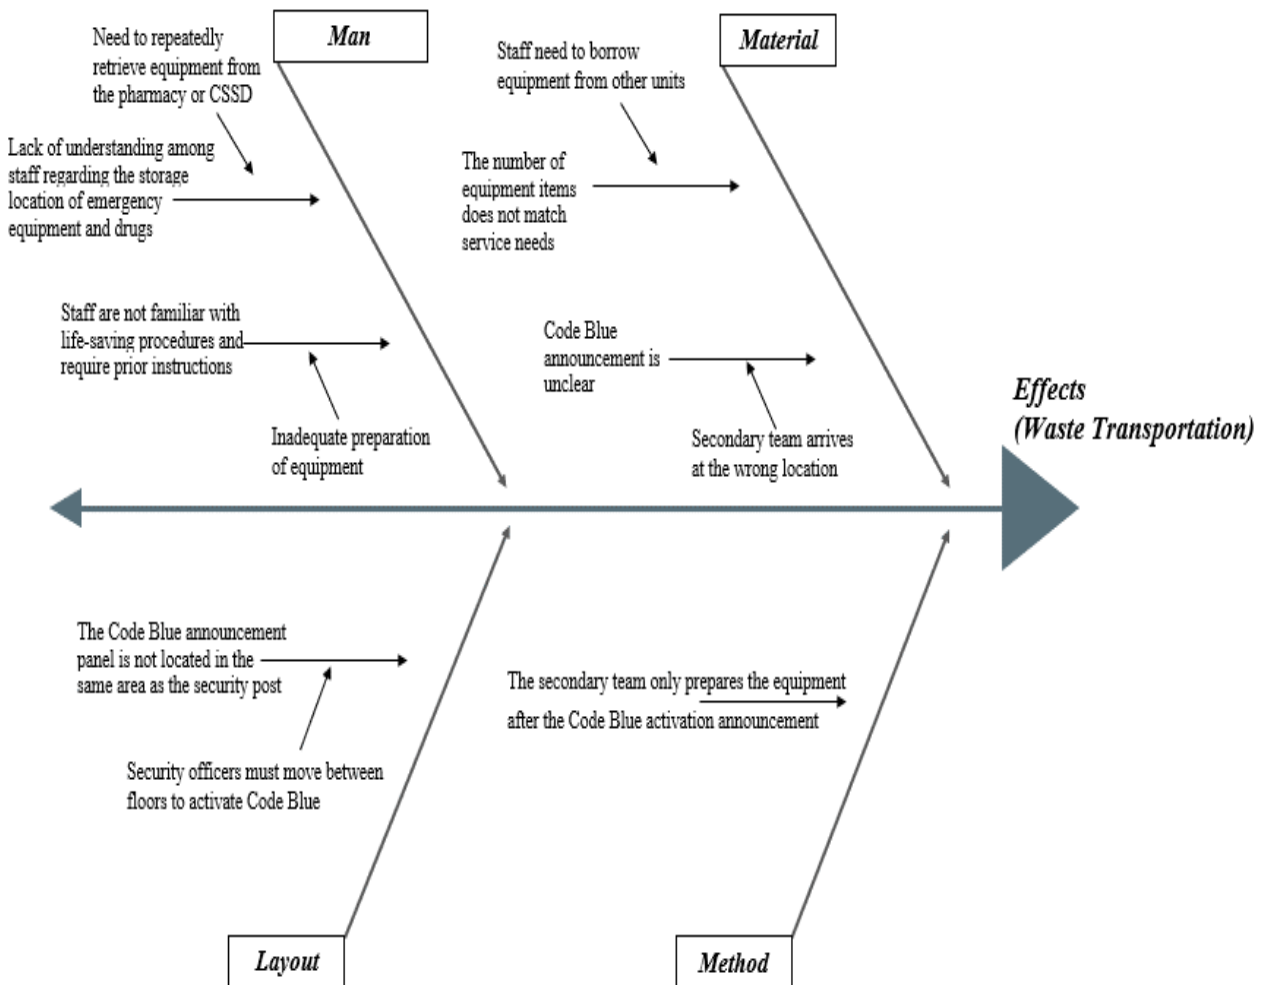 Man
Need to repeatedly
retrieve equipment from
the pharmacy or CSSD
Lack of understanding among
staff regarding the storage
location of emergency
equipment and drugs
Staff are not familiar with
life-saving procedures and
require prior instructions
Inadequate preparation
of equipment
Material
Staff need to borrow
equipment from other units
The number of
equipment items
does not match
service needs
Code Blue
announcement is
unclear
Secondary team arrives
at the wrong location
Effects
(Waste Transportation)
The Code Blue announcement
panel is not located in the
same area as the security post
Security officers must move between
floors to activate Code Blue
Layout
The secondary team only prepares the equipment
after the Code Blue activation announcement
Method